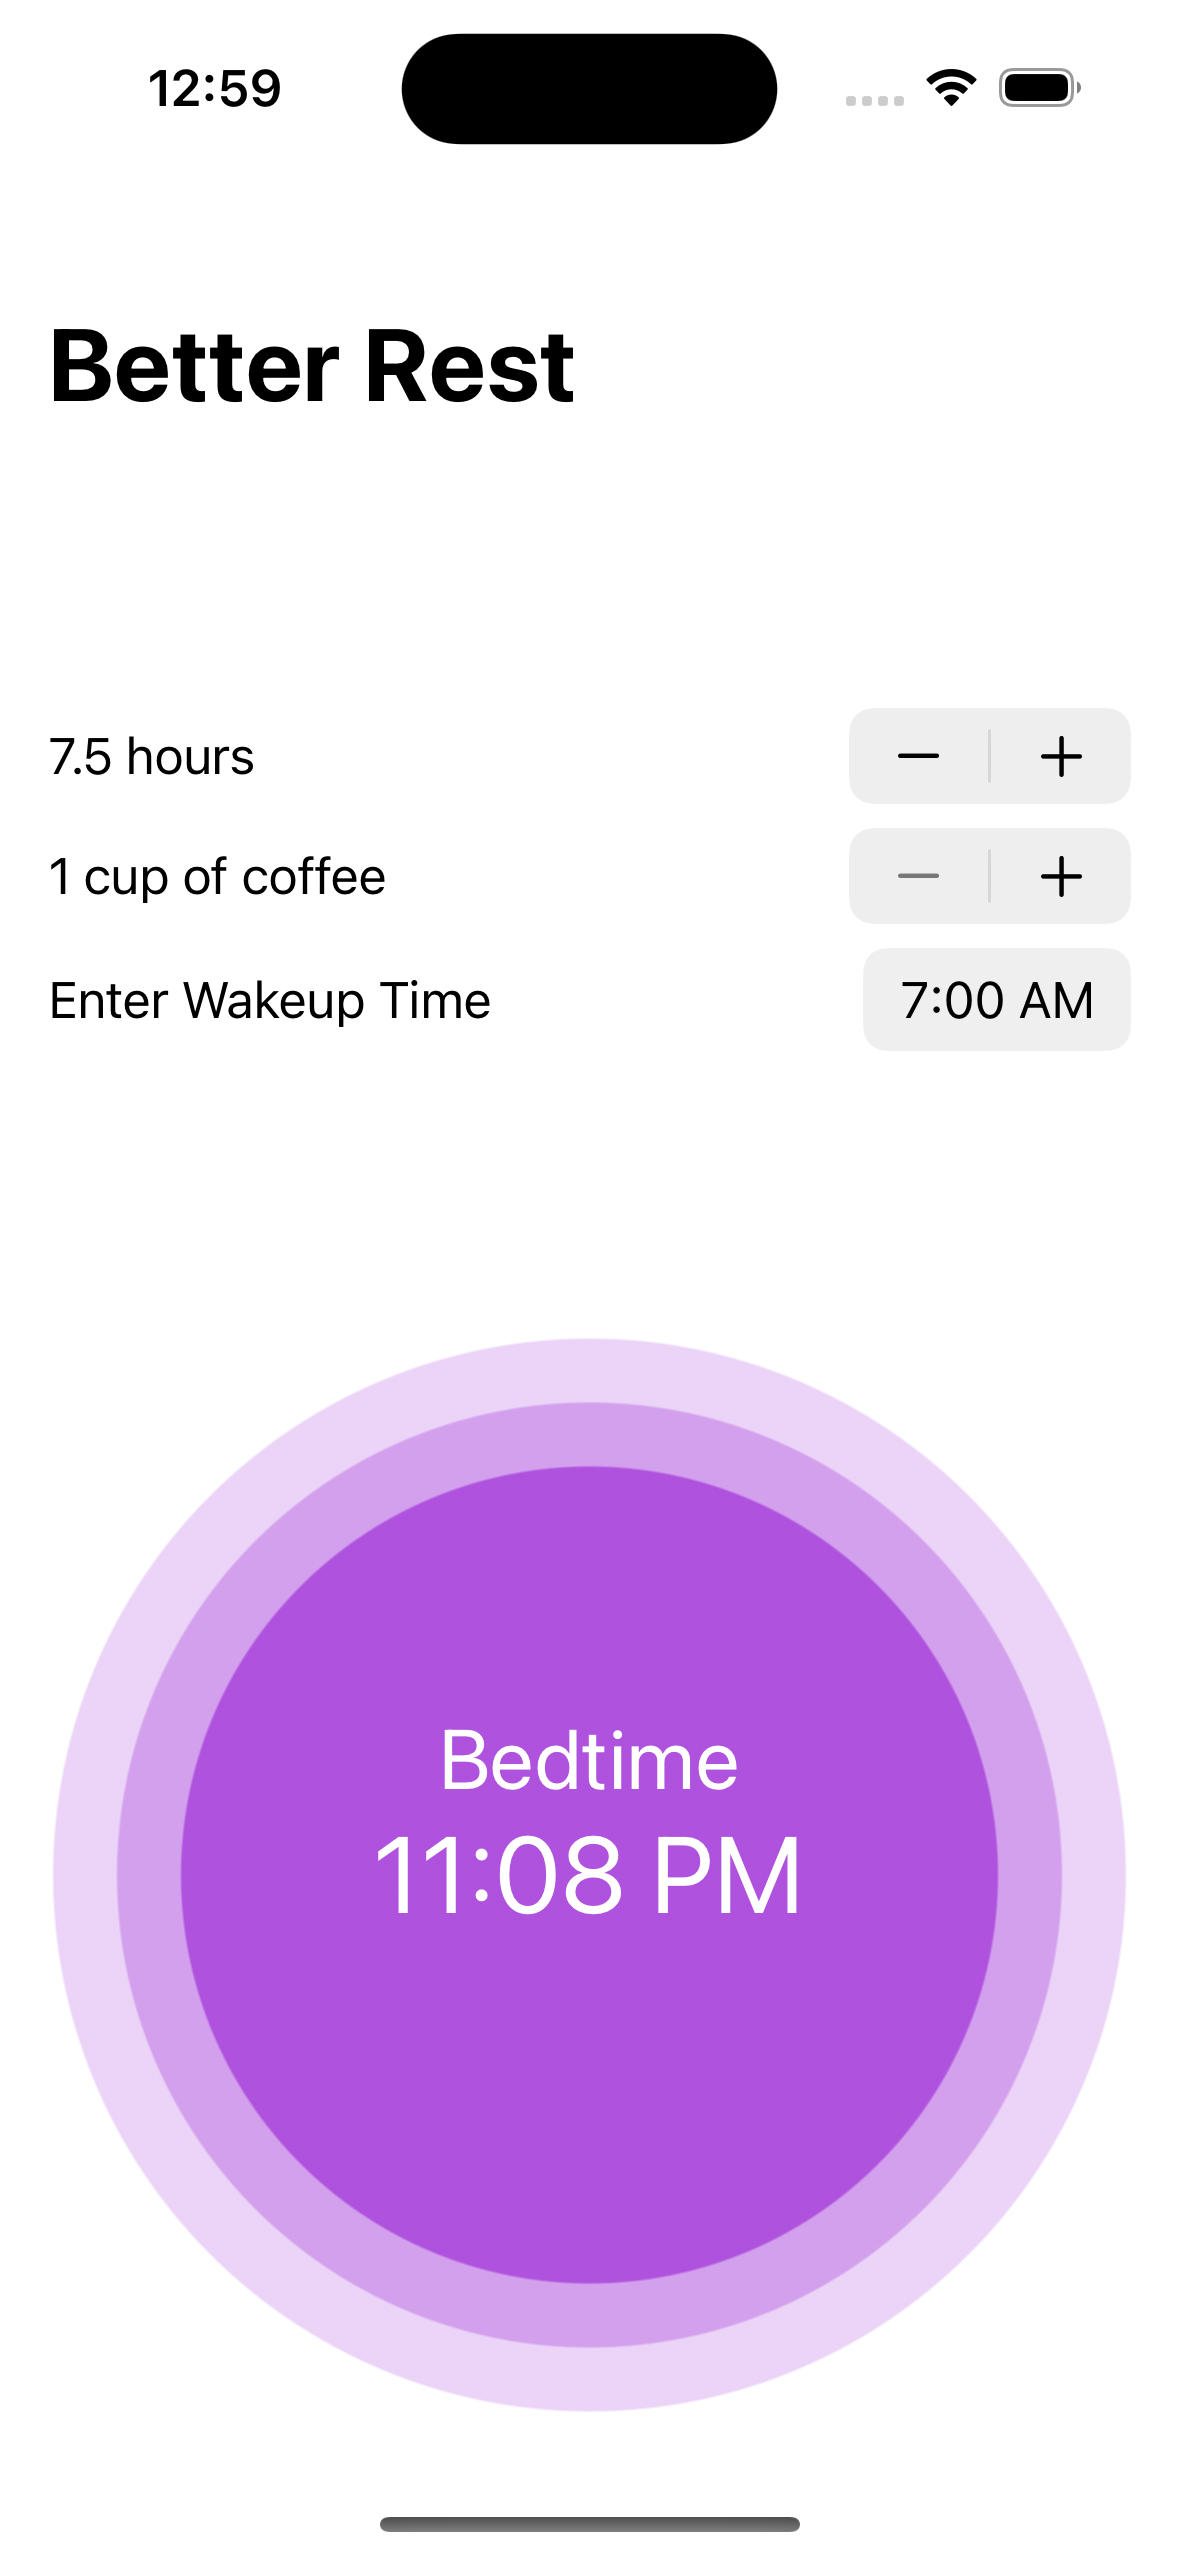 12:59
Better Rest
7.5 hours
1 cup of coffee
Enter Wakeup Time 7:00 AM
Bedtime
11:08 PM